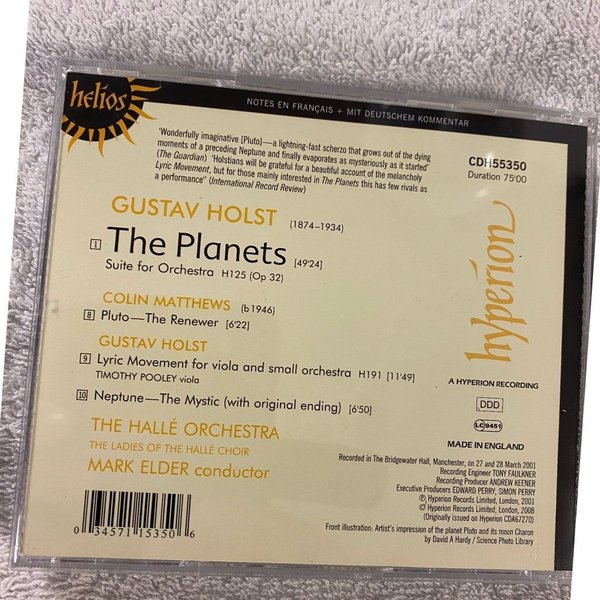 helios
NOTES EN FRANÇAIS + MIT DEUTSCHEM KOMMENTAR
'Wonderfully imaginative [Pluto]—a lightning-fast scherzo that grows out of the dying
moments of a preceding Neptune and finally evaporates as mysteriously as it started'
(The Guardian) 'Holstians will be grateful for a beautiful account of the melancholy
Lyric Movement, but for those mainly interested in The Planets this has few rivals as
a performance" (International Record Review)
CDH55350
Duration 75'00
GUSTAV HOLST (1874–1934)
1 The Planets [49'24]
Suite for Orchestra H125 (Op 32)
COLIN MATTHEWS (b1946)
8 Pluto—The Renewer [6'22]
GUSTAV HOLST
9 Lyric Movement for viola and small orchestra H191 [11'49]
TIMOTHY POOLEY viola
10 Neptune—The Mystic (with original ending) [6'50]
THE HALLÉ ORCHESTRA
THE LADIES OF THE HALLÉ CHOIR
MARK ELDER conductor
hyperion
A HYPERION RECORDING
DDD
LC 9451
MADE IN ENGLAND
Recorded in The Bridgewater Hall, Manchester, on 27 and 28 March 2001
Recording Engineer TONY FAULKNER
Recording Producer ANDREW KEENER
Executive Producers EDWARD PERRY, SIMON PERRY
℗ Hyperion Records Limited, London, 2001
© Hyperion Records Limited, London, 2008
(Originally issued on Hyperion CDA67270)
Front illustration: Artist's impression of the planet Pluto and its moon Charon
by David A Hardy / Science Photo Library
0 34571 15350 6